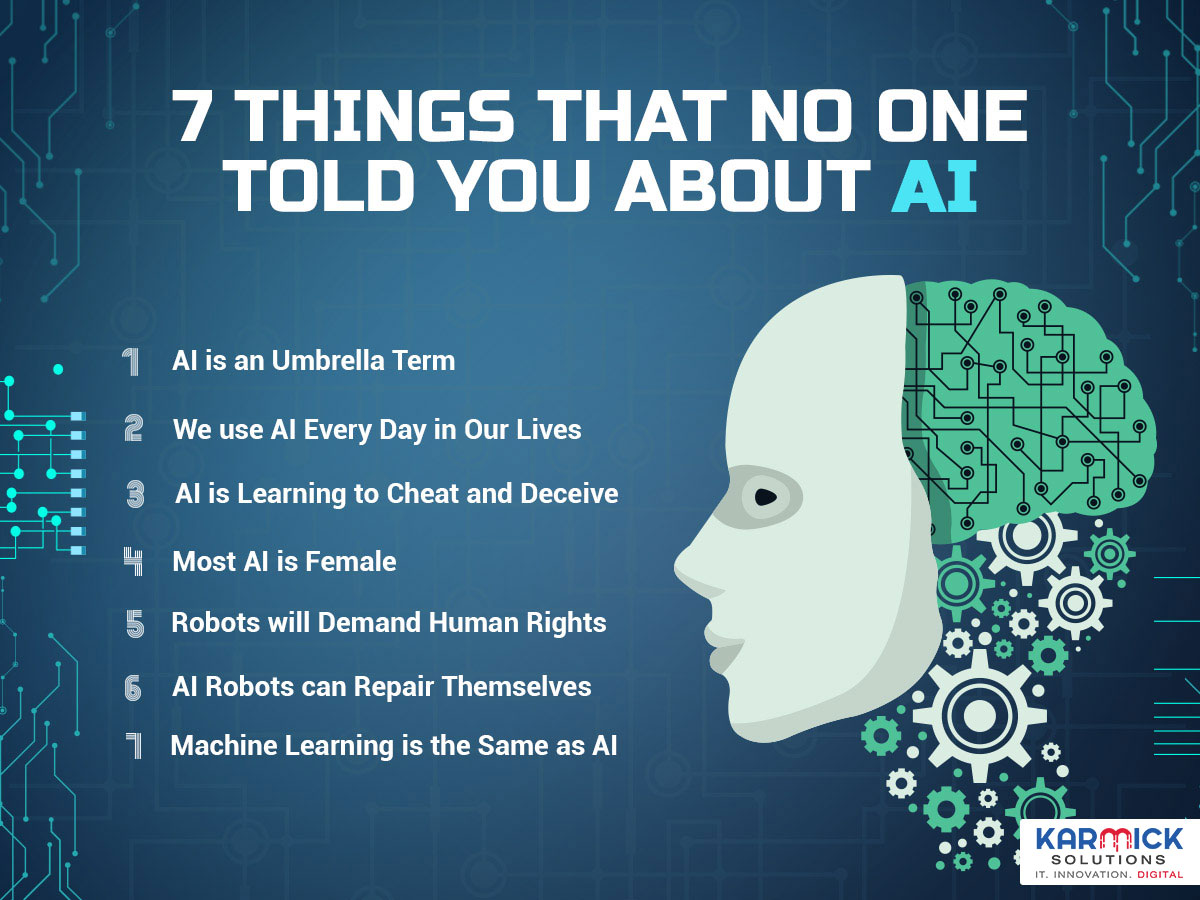 7 THINGS THAT NO ONE
TOLD YOU ABOUT AI
1 AI is an Umbrella Term
2 We use AI Every Day in Our Lives
3 AI is Learning to Cheat and Deceive
4 Most AI is Female
5 Robots will Demand Human Rights
6 AI Robots can Repair Themselves
7 Machine Learning is the Same as AI
KARMICK
SOLUTIONS
IT. INNOVATION. DIGITAL